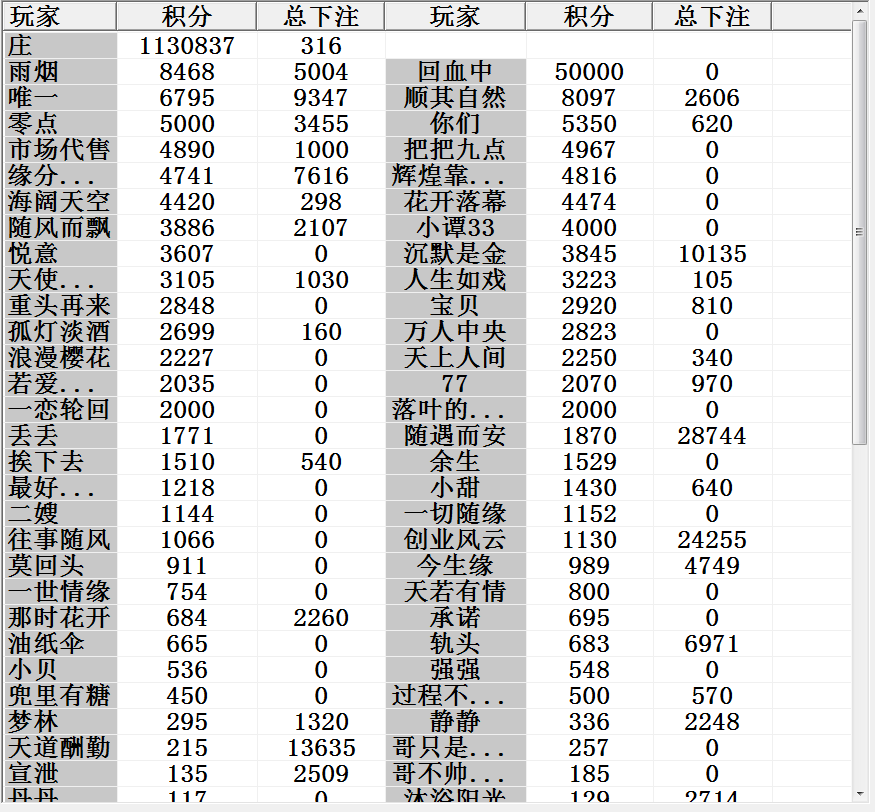 玩家 积分 总下注 玩家 积分 总下注
庄 1130837 316
雨烟 8468 5004 回血中 50000 0
唯一 6795 9347 顺其自然 8097 2606
零点 5000 3455 你们 5350 620
市场代售 4890 1000 把把九点 4967 0
缘分... 4741 7616 辉煌靠... 4816 0
海阔天空 4420 298 花开落幕 4474 0
随风而飘 3886 2107 小谭33 4000 0
悦意 3607 0 沉默是金 3845 10135
天使... 3105 1030 人生如戏 3223 105
重头再来 2848 0 宝贝 2920 810
孤灯淡酒 2699 160 万人中央 2823 0
浪漫樱花 2227 0 天上人间 2250 340
若爱... 2035 0 77 2070 970
一恋轮回 2000 0 落叶的... 2000 0
丢丢 1771 0 随遇而安 1870 28744
挨下去 1510 540 余生 1529 0
最好... 1218 0 小甜 1430 640
二嫂 1144 0 一切随缘 1152 0
往事随风 1066 0 创业风云 1130 24255
莫回头 911 0 今生缘 989 4749
一世情缘 754 0 天若有情 800 0
那时花开 684 2260 承诺 695 0
油纸伞 665 0 轨头 683 6971
小贝 536 0 强强 548 0
兜里有糖 450 0 过程不... 500 570
梦林 295 1320 静静 336 2248
天道酬勤 215 13635 哥只是... 257 0
宣泄 135 2509 哥不帅... 185 0
丹丹 117 0 沐浴阳光 129 2714